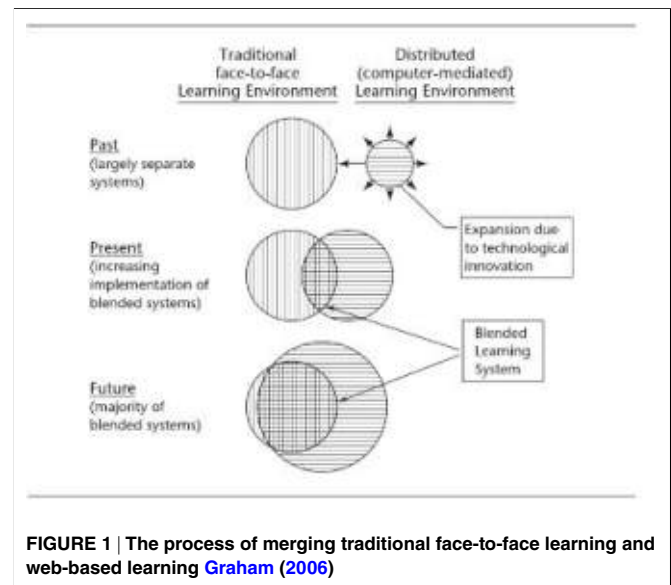 Traditional
face-to-face
Learning Environment
Distributed
(computer-mediated)
Learning Environment
Past
(largely separate
systems)
Expansion due
to technological
innovation
Present
(increasing
implementation of
blended systems)
Blended
Learning
System
Future
(majority of
blended systems)
FIGURE 1 | The process of merging traditional face-to-face learning and
web-based learning Graham (2006)